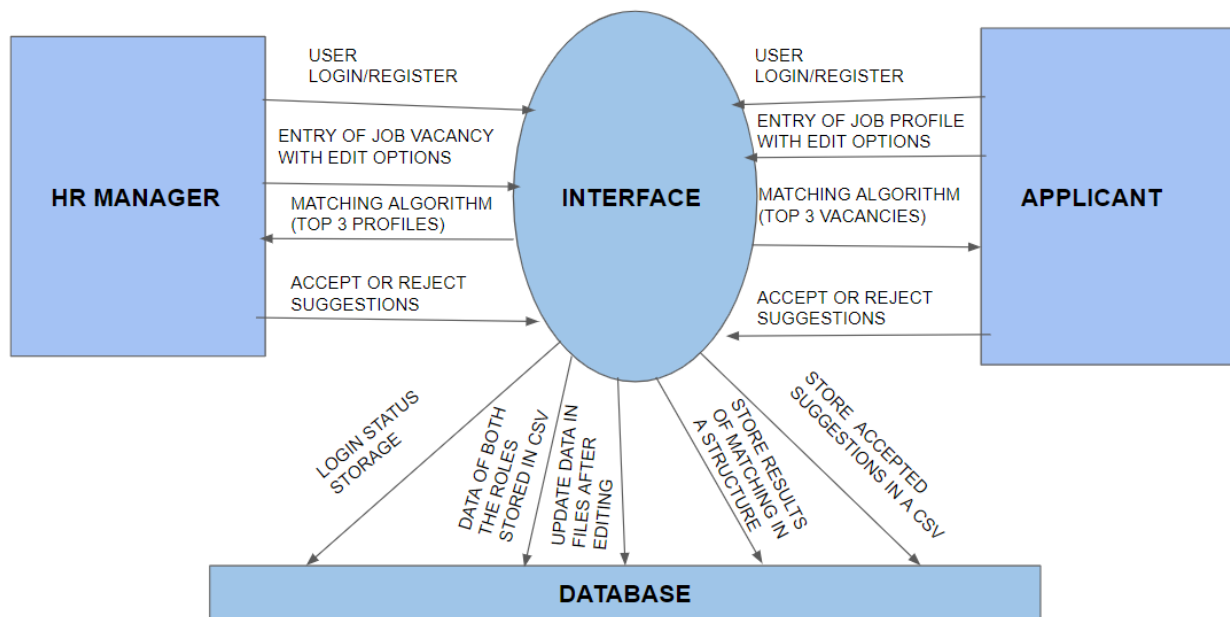 HR MANAGER
USER
LOGIN/REGISTER
ENTRY OF JOB VACANCY
WITH EDIT OPTIONS
MATCHING ALGORITHM
(TOP 3 PROFILES)
ACCEPT OR REJECT
SUGGESTIONS
INTERFACE
USER
LOGIN/REGISTER
ENTRY OF JOB PROFILE
WITH EDIT OPTIONS
MATCHING ALGORITHM
(TOP 3 VACANCIES)
ACCEPT OR REJECT
SUGGESTIONS
APPLICANT
LOGIN STATUS
STORAGE
DATA OF BOTH
THE ROLES
STORED IN CSV
UPDATE DATA IN
FILES AFTER
EDITING
STORE RESULTS
OF MATCHING IN
A STRUCTURE
STORE ACCEPTED
SUGGESTIONS IN A CSV
DATABASE